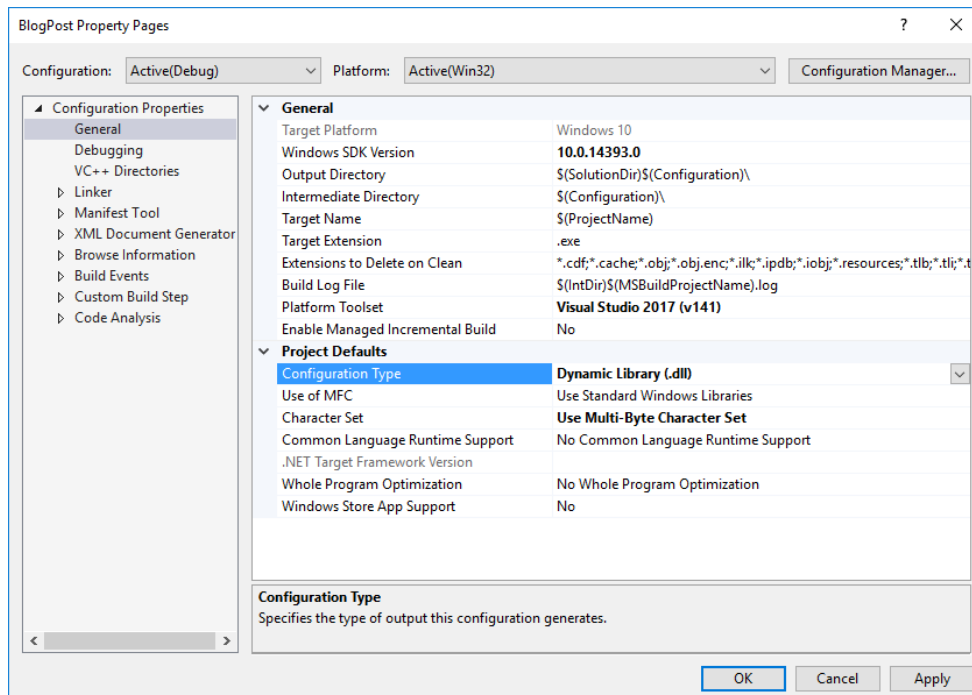 BlogPost Property Pages
Configuration: Active(Debug) Platform: Active(Win32) Configuration Manager...
Configuration Properties
General
Debugging
VC++ Directories
Linker
Manifest Tool
XML Document Generator
Browse Information
Build Events
Custom Build Step
Code Analysis
General
Target Platform Windows 10
Windows SDK Version 10.0.14393.0
Output Directory $(SolutionDir)$(Configuration)\
Intermediate Directory $(Configuration)\
Target Name $(ProjectName)
Target Extension .exe
Extensions to Delete on Clean *.cdf;*.cache;*.obj;*.obj.enc;*.ilk;*.ipdb;*.iobj;*.resources;*.tlb;*.tli;*.t
Build Log File $(IntDir)$(MSBuildProjectName).log
Platform Toolset Visual Studio 2017 (v141)
Enable Managed Incremental Build No
Project Defaults
Configuration Type Dynamic Library (.dll)
Use of MFC Use Standard Windows Libraries
Character Set Use Multi-Byte Character Set
Common Language Runtime Support No Common Language Runtime Support
.NET Target Framework Version
Whole Program Optimization No Whole Program Optimization
Windows Store App Support No
Configuration Type
Specifies the type of output this configuration generates.
OK Cancel Apply